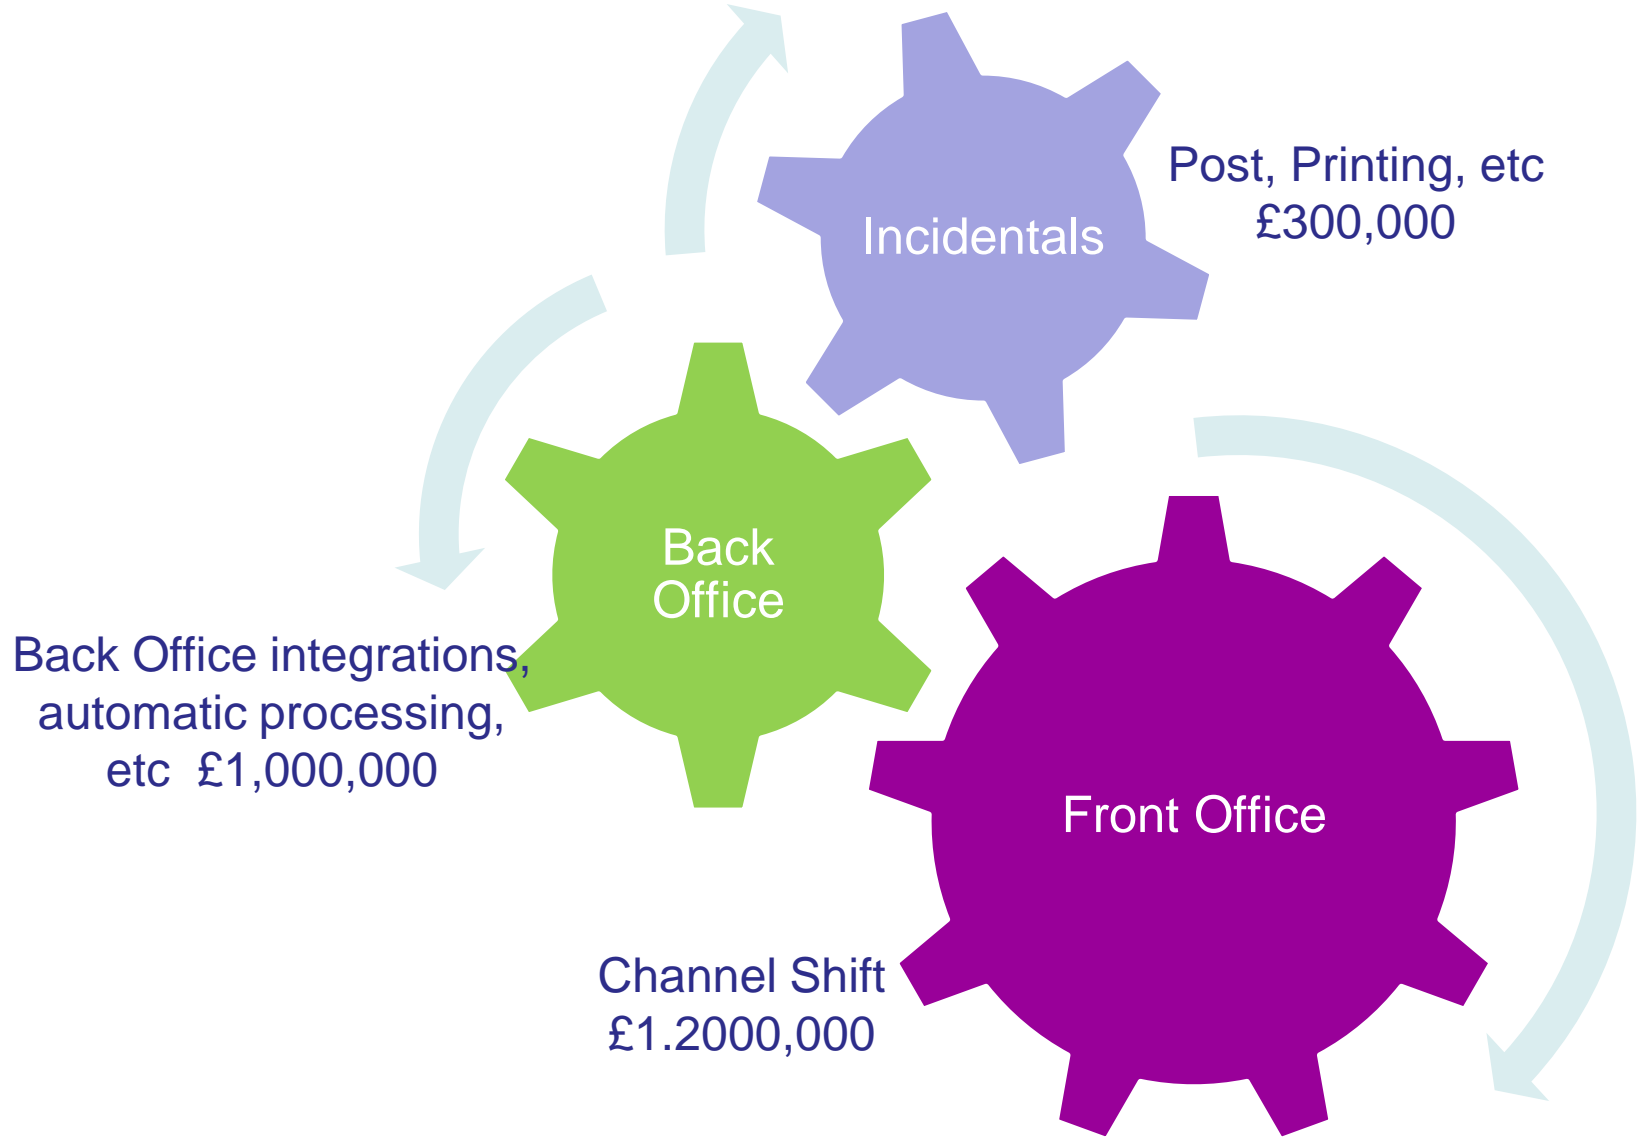 Incidentals
Post, Printing, etc
£300,000
Back
Office
Back Office integrations,
automatic processing,
etc £1,000,000
Front Office
Channel Shift
£1.2000,000